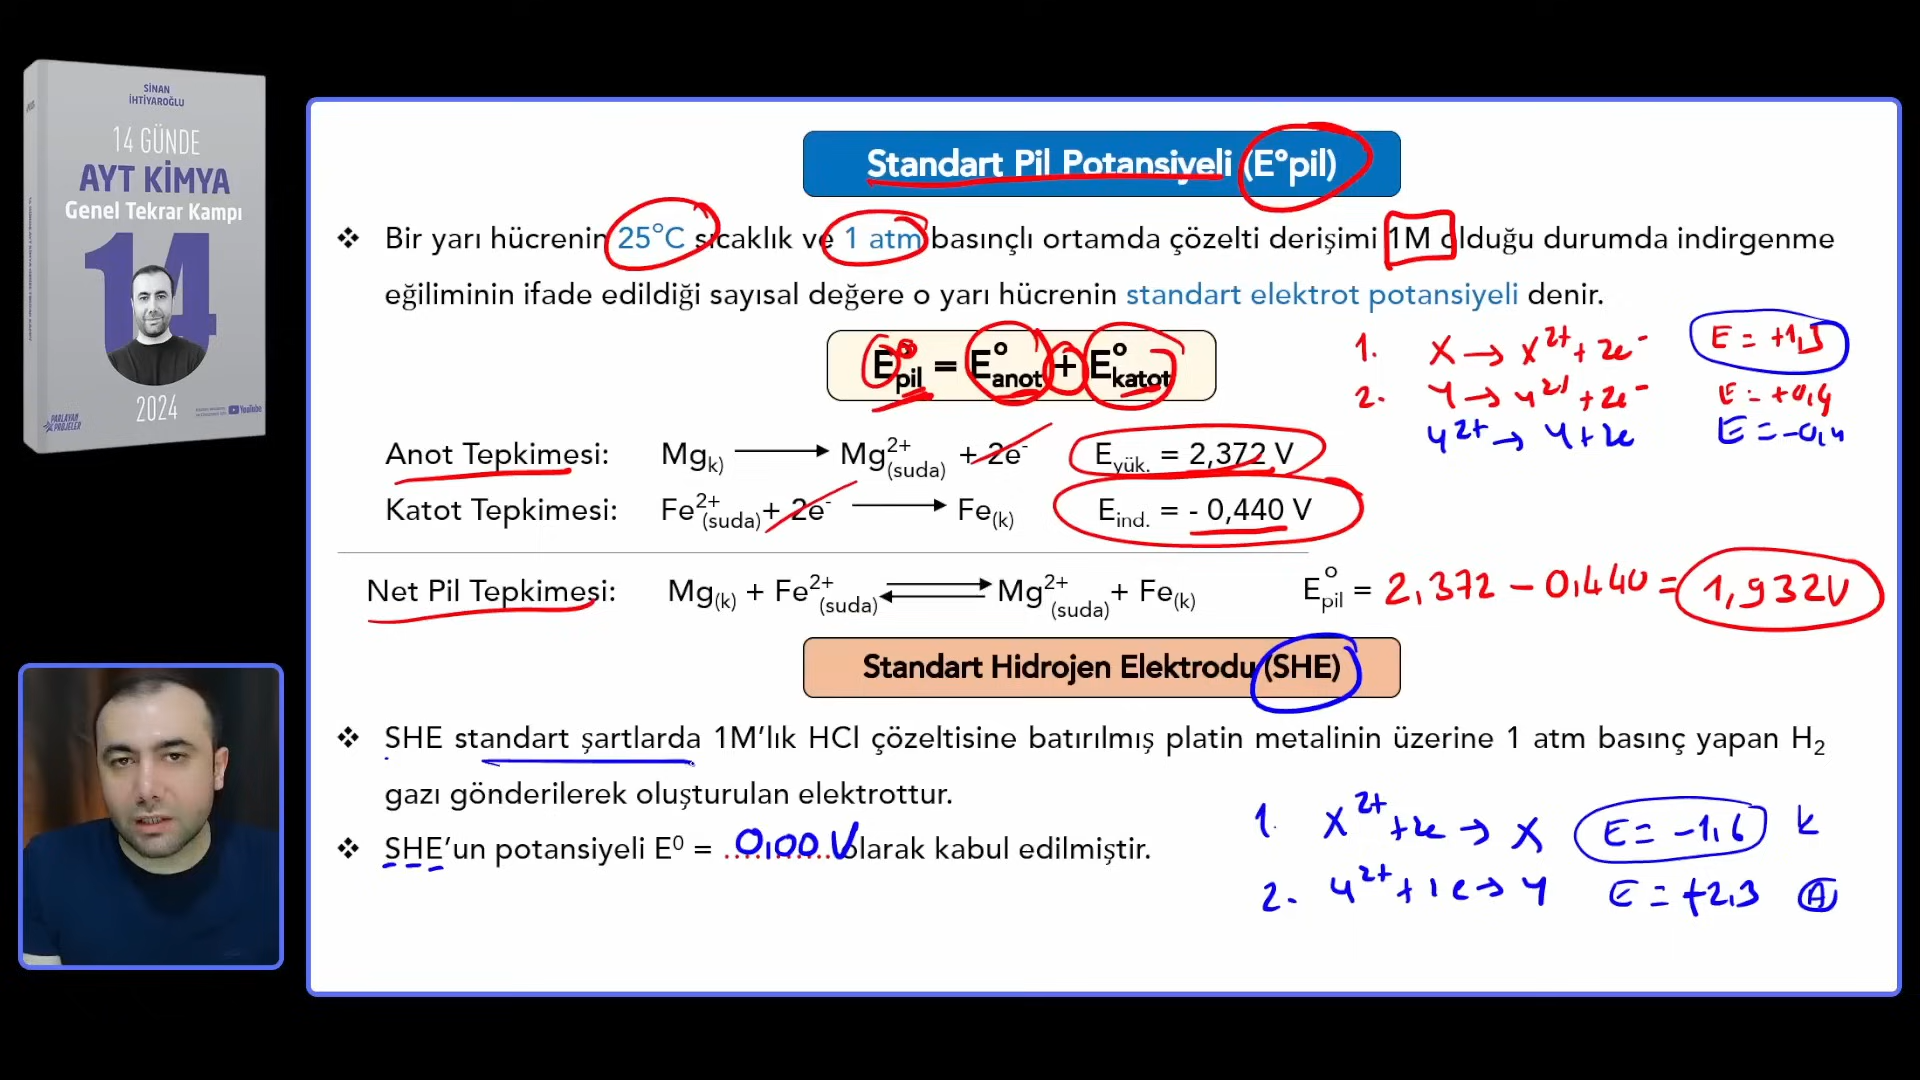 SİNAN
İHTİYAROĞLU
14 GÜNDE
AYT KİMYA
Genel Tekrar Kampı
14
2024
PARLAYAN
PROJELER
YouTube
Standart Pil Potansiyeli (E°pil)
❖ Bir yarı hücrenin 25°C sıcaklık ve 1 atm basınçlı ortamda çözelti derişimi 1M olduğu durumda indirgenme
eğiliminin ifade edildiği sayısal değere o yarı hücrenin standart elektrot potansiyeli denir.
E°pil = E°anot + E°katot
1. X → X²⁺ + 2e⁻ E = +1,5
2. Y → Y²⁺ + 2e⁻ E = +0,4
Y²⁺ → Y + 2e E = -0,4
Anot Tepkimesi: Mg(k) → Mg²⁺(suda) + 2e⁻ Eyük. = 2,372 V
Katot Tepkimesi: Fe²⁺(suda) + 2e⁻ → Fe(k) Eind. = - 0,440 V
Net Pil Tepkimesi: Mg(k) + Fe²⁺(suda) ⇌ Mg²⁺(suda) + Fe(k) E°pil = 2,372 - 0,440 = 1,932V
Standart Hidrojen Elektrodu (SHE)
❖ SHE standart şartlarda 1M’lık HCl çözeltisine batırılmış platin metalinin üzerine 1 atm basınç yapan H₂
gazı gönderilerek oluşturulan elektrottur.
❖ SHE’un potansiyeli E⁰ = 0,00 V olarak kabul edilmiştir.
1. X²⁺ + 2e → X E = -1,6 K
2. Y²⁺ + 1e → Y E = +2,3 A